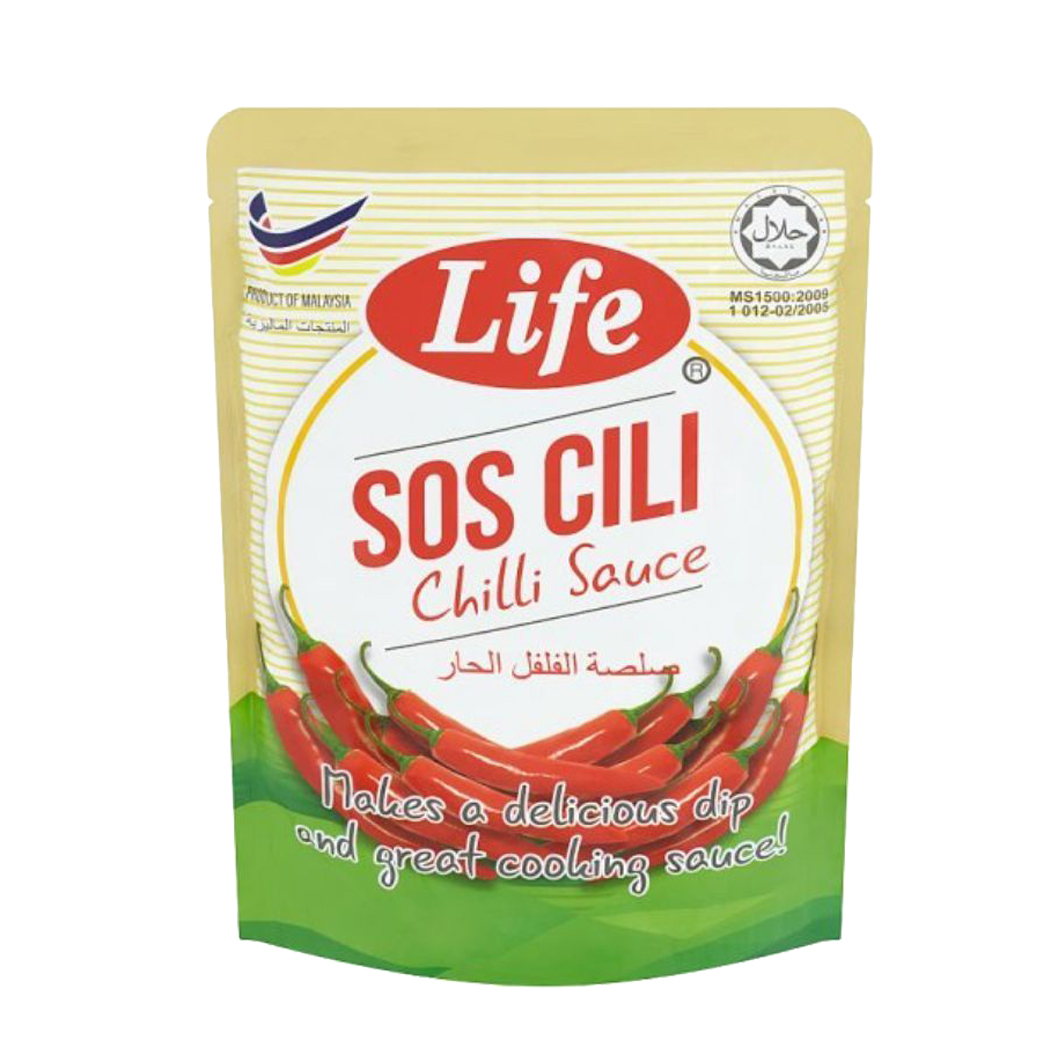 PRODUCT OF MALAYSIA
المنتجات الماليزية
حلال
HALAL
MS1500:2009
1 012-02/2005
Life
®
SOS CILI
Chilli Sauce
صلصة الفلفل الحار
Makes a delicious dip
and great cooking sauce!